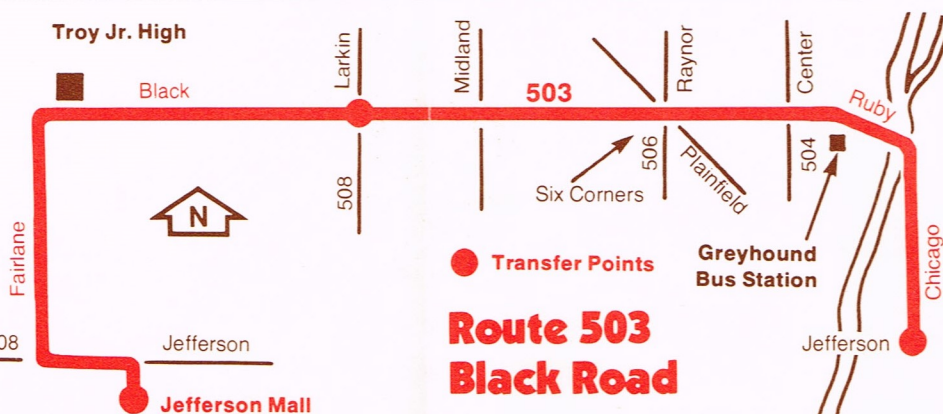 Troy Jr. High
Black
Larkin
508
Midland
503
Raynor
506
Center
504
Ruby
Six Corners
Plainfield
N
Greyhound
Bus Station
Fairlane
Chicago
Transfer Points
Route 503
Black Road
08
Jefferson
Jefferson
Jefferson Mall